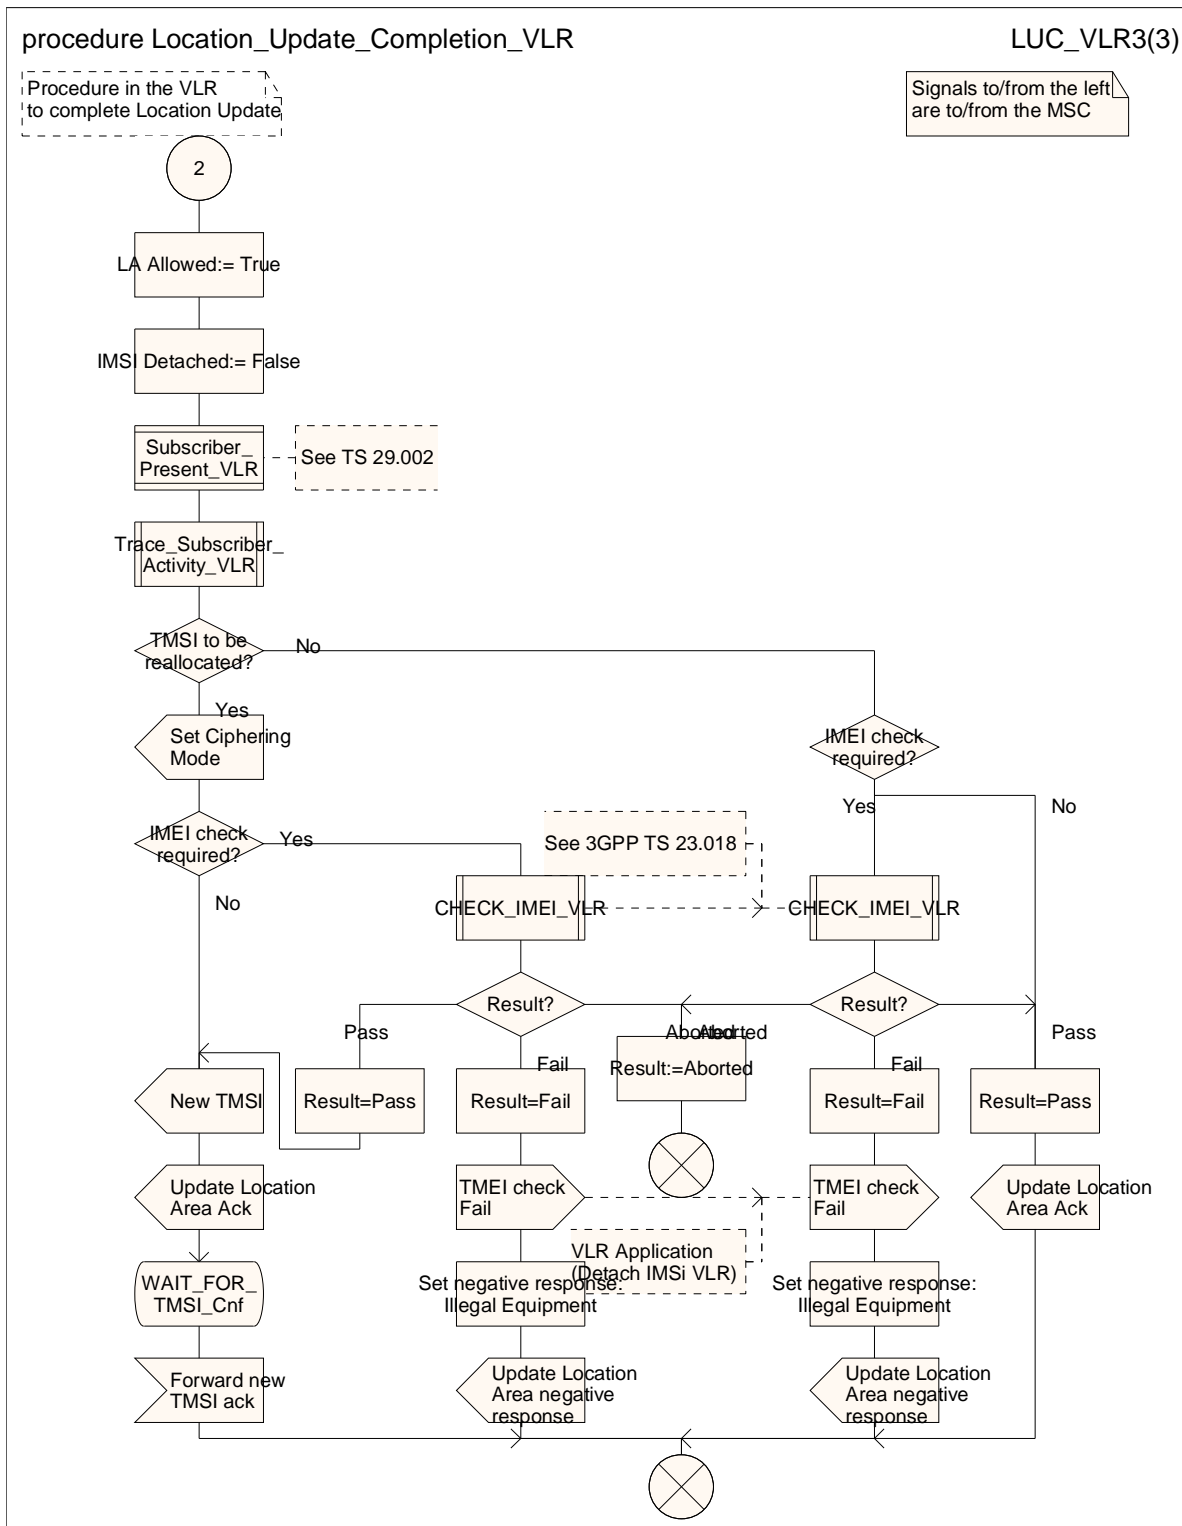 procedure Location_Update_Completion_VLR
LUC_VLR3(3)
Procedure in the VLR
to complete Location Update
Signals to/from the left
are to/from the MSC
2
LA Allowed:= True
IMSI Detached:= False
Subscriber_
Present_VLR
See TS 29.002
Trace_Subscriber_
Activity_VLR
TMSI to be
reallocated?
No
Yes
Set Ciphering
Mode
IMEI check
required?
Yes
No
IMEI check
required?
Yes
No
See 3GPP TS 23.018
CHECK_IMEI_VLR
CHECK_IMEI_VLR
Result?
Result?
Pass
Aborted
Aborted
Pass
Fail
Fail
Result:=Aborted
New TMSI
Result=Pass
Result=Fail
Result=Fail
Result=Pass
Update Location
Area Ack
TMEI check
Fail
TMEI check
Fail
Update Location
Area Ack
VLR Application
(Detach IMSi VLR)
WAIT_FOR_
TMSI_Cnf
Set negative response:
Illegal Equipment
Set negative response:
Illegal Equipment
Forward new
TMSI ack
Update Location
Area negative
response
Update Location
Area negative
response